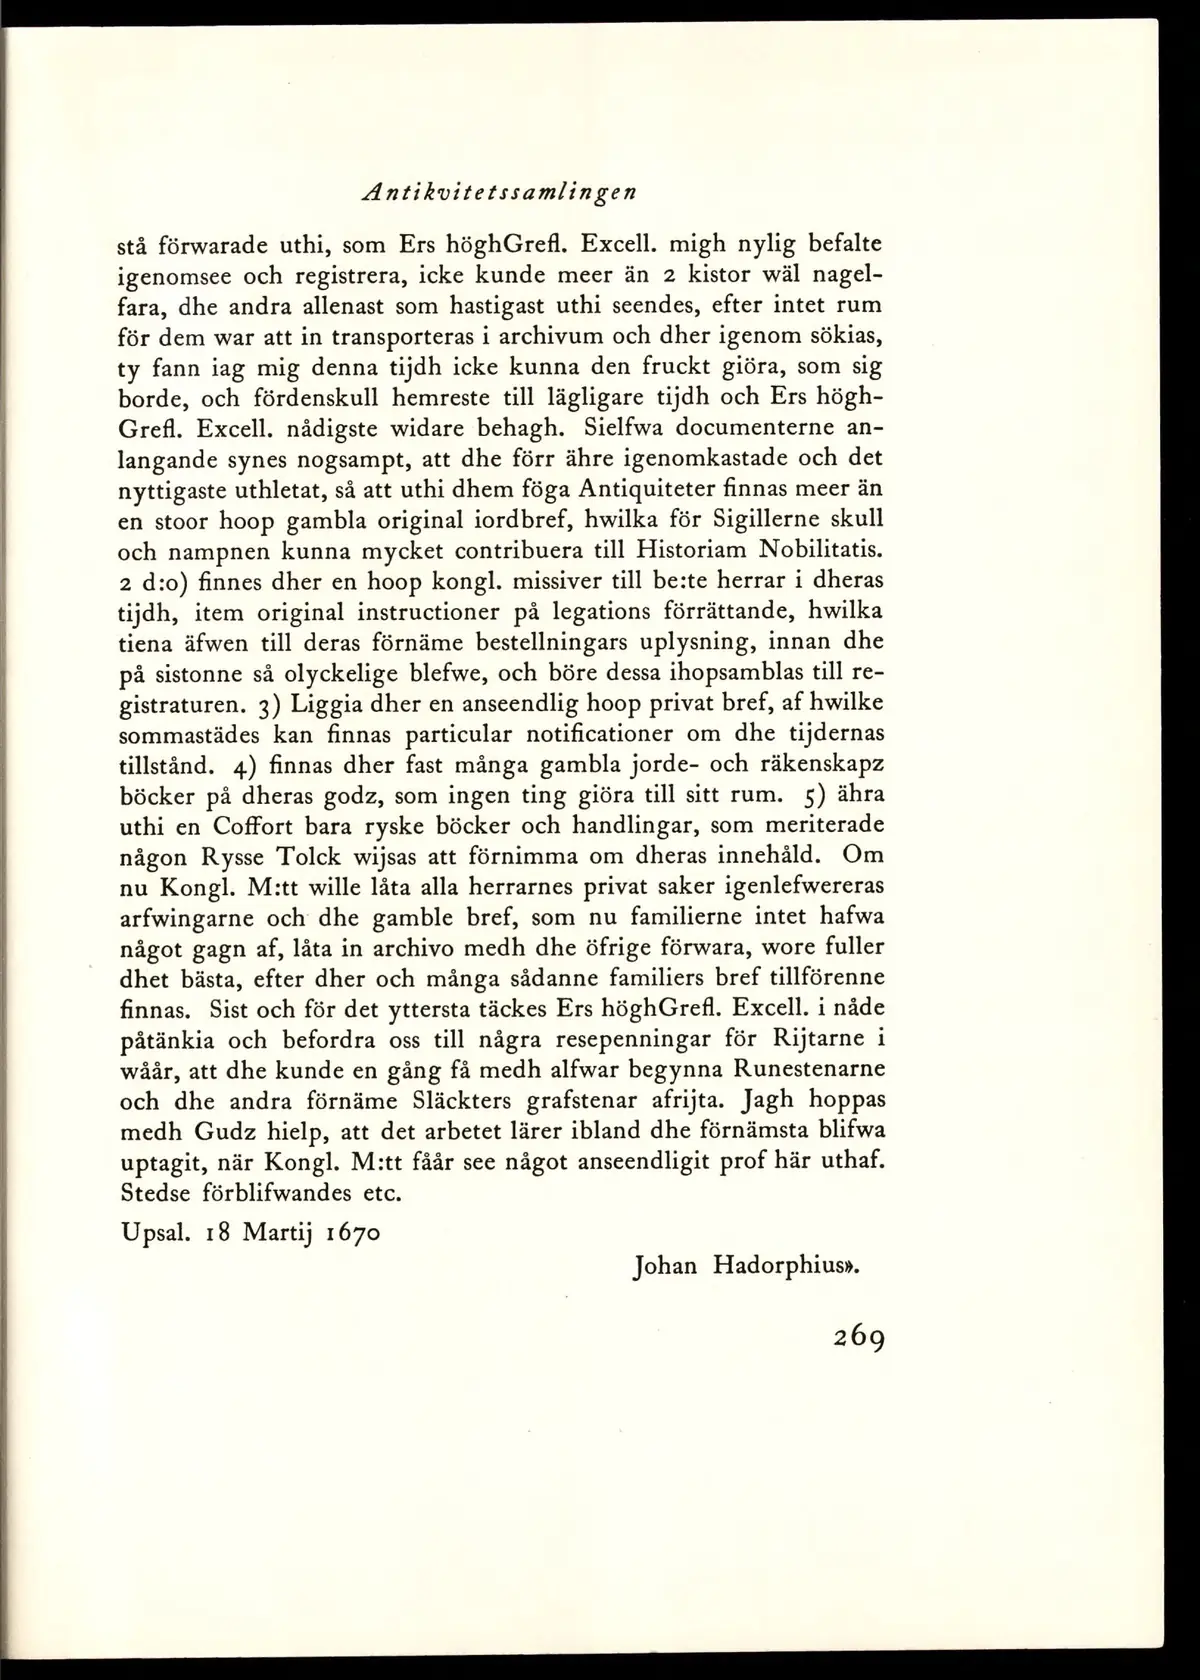 Antikvitetssamlingen
stå förwarade uthi, som Ers höghGrefl. Excell. migh nylig befalte
igenomsee och registrera, icke kunde meer än 2 kistor wäl nagel-
fara, dhe andra allenast som hastigast uthi seendes, efter intet rum
för dem war att in transporteras i archivum och dher igenom sökias,
ty fann iag mig denna tijdh icke kunna den fruckt giöra, som sig
borde, och fördenskull hemreste till lägligare tijdh och Ers högh-
Grefl. Excell. nådigste widare behagh. Sielfwa documenterne an-
langande synes nogsampt, att dhe förr ähre igenomkastade och det
nyttigaste uthletat, så att uthi dhem föga Antiquiteter finnas meer än
en stoor hoop gambla original iordbref, hwilka för Sigillerne skull
och nampnen kunna mycket contribuera till Historiam Nobilitatis.
2 d:o) finnes dher en hoop kongl. missiver till be:te herrar i dheras
tijdh, item original instructioner på legations förrättande, hwilka
tiena äfwen till deras förnäme bestellningars uplysning, innan dhe
på sistonne så olyckelige blefwe, och böre dessa ihopsamblas till re-
gistraturen. 3) Liggia dher en anseendlig hoop privat bref, af hwilke
sommastädes kan finnas particular notificationer om dhe tijdernas
tillstånd. 4) finnas dher fast många gambla jorde- och räkenskapz
böcker på dheras godz, som ingen ting giöra till sitt rum. 5) ähra
uthi en Coffort bara ryske böcker och handlingar, som meriterade
någon Rysse Tolck wijsas att förnimma om dheras innehåld. Om
nu Kongl. M:tt wille låta alla herrarnes privat saker igenlefwereras
arfwingarne och dhe gamble bref, som nu familierne intet hafwa
något gagn af, låta in archivo medh dhe öfrige förwara, wore fuller
dhet bästa, efter dher och många sådanne familiers bref tillförenne
finnas. Sist och för det yttersta täckes Ers höghGrefl. Excell. i nåde
påtänkia och befordra oss till några resepenningar för Rijtarne i
wåår, att dhe kunde en gång få medh alfwar begynna Runestenarne
och dhe andra förnäme Släckters grafstenar afrijta. Jagh hoppas
medh Gudz hielp, att det arbetet lärer ibland dhe förnämsta blifwa
uptagit, när Kongl. M:tt fåår see något anseendligit prof här uthaf.
Stedse förblifwandes etc.
Upsal. 18 Martij 1670
Johan Hadorphius».
269